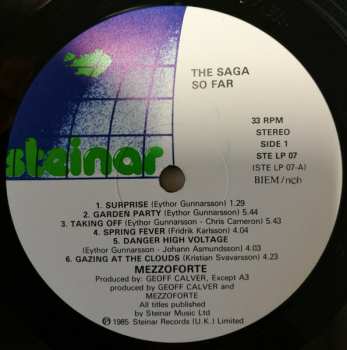 THE SAGA
SO FAR
33 RPM
STEREO
SIDE 1
STE LP 07
(STE LP 07-A)
BIEM/ncb
steinar
1. SURPRISE (Eythor Gunnarsson) 1.29
2. GARDEN PARTY (Eythor Gunnarsson) 5.44
3. TAKING OFF (Eythor Gunnarsson - Chris Cameron) 5.43
4. SPRING FEVER (Fridrik Karlsson) 4.04
5. DANGER HIGH VOLTAGE
(Eythor Gunnarsson - Johann Asmundsson) 4.23
6. GAZING AT THE CLOUDS (Kristian Svavarsson) 4.23
MEZZOFORTE
Produced by: GEOFF CALVER, Except A3
produced by GEOFF CALVER and
MEZZOFORTE
All titles published
by Steinar Music Ltd
Ⓟ 1985 Steinar Records (U.K.) Limited